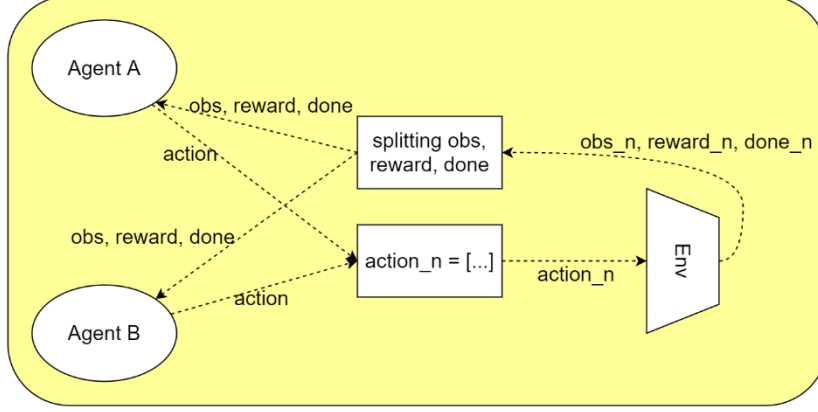 Agent A
obs, reward, done
splitting obs,
reward, done
obs_n, reward_n, done_n
action
obs, reward, done
action_n = [...]
Env
action_n
action
Agent B